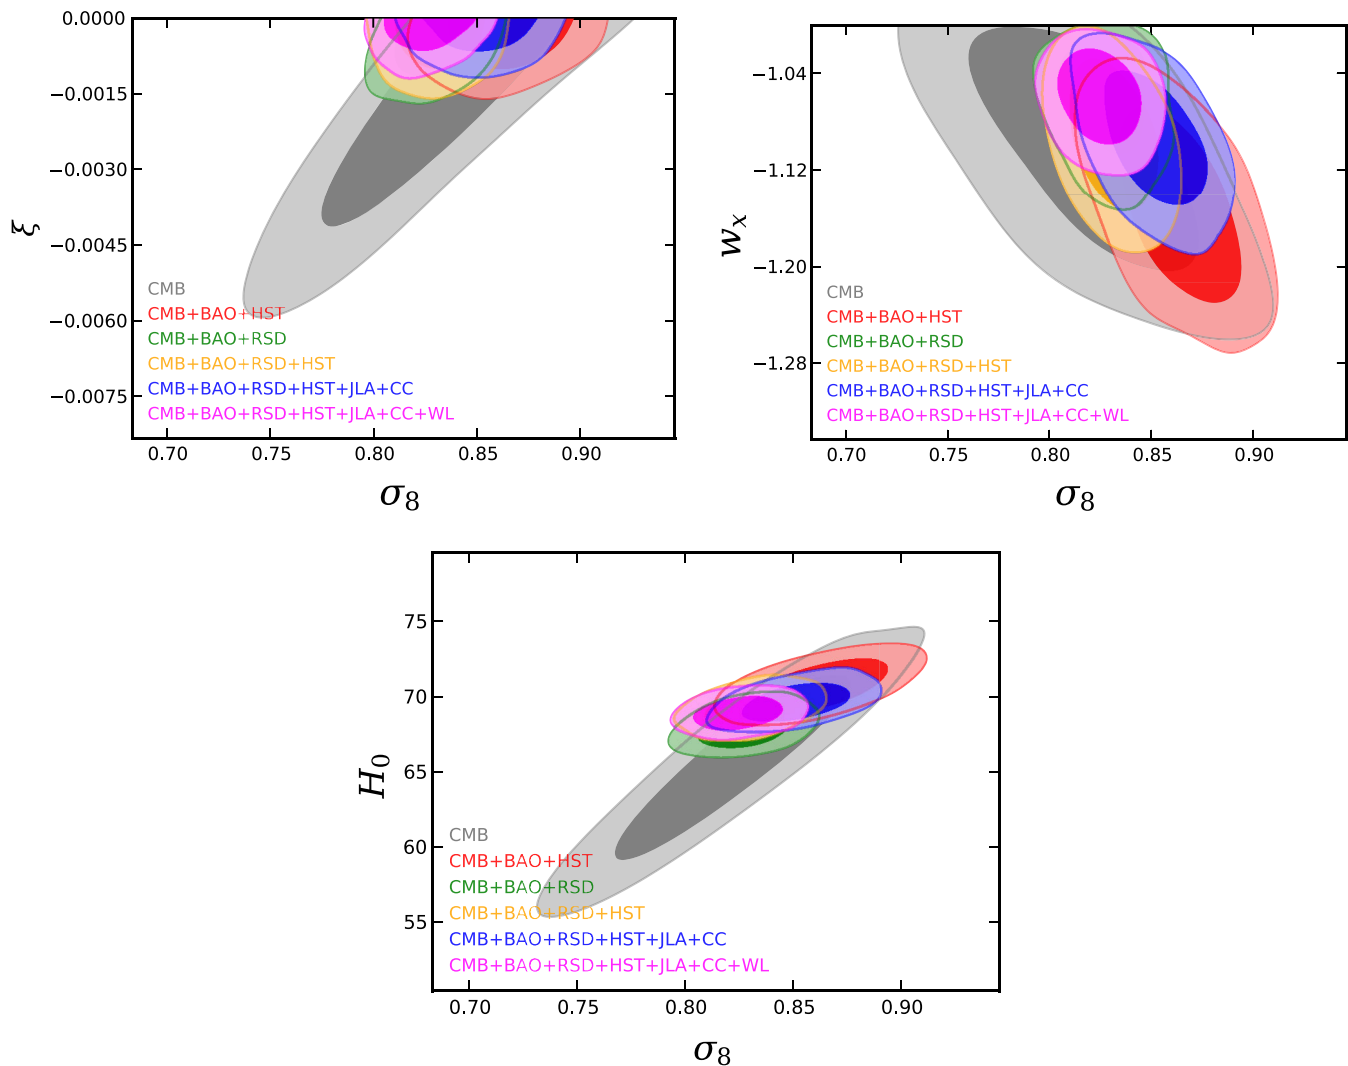 0.0000
−0.0015
−0.0030
−0.0045
−0.0060
−0.0075
ξ
CMB
CMB+BAO+HST
CMB+BAO+RSD
CMB+BAO+RSD+HST
CMB+BAO+RSD+HST+JLA+CC
CMB+BAO+RSD+HST+JLA+CC+WL
0.70 0.75 0.80 0.85 0.90
σ8
−1.04
−1.12
−1.20
−1.28
wx
CMB
CMB+BAO+HST
CMB+BAO+RSD
CMB+BAO+RSD+HST
CMB+BAO+RSD+HST+JLA+CC
CMB+BAO+RSD+HST+JLA+CC+WL
0.70 0.75 0.80 0.85 0.90
σ8
75
70
65
60
55
H0
CMB
CMB+BAO+HST
CMB+BAO+RSD
CMB+BAO+RSD+HST
CMB+BAO+RSD+HST+JLA+CC
CMB+BAO+RSD+HST+JLA+CC+WL
0.70 0.75 0.80 0.85 0.90
σ8